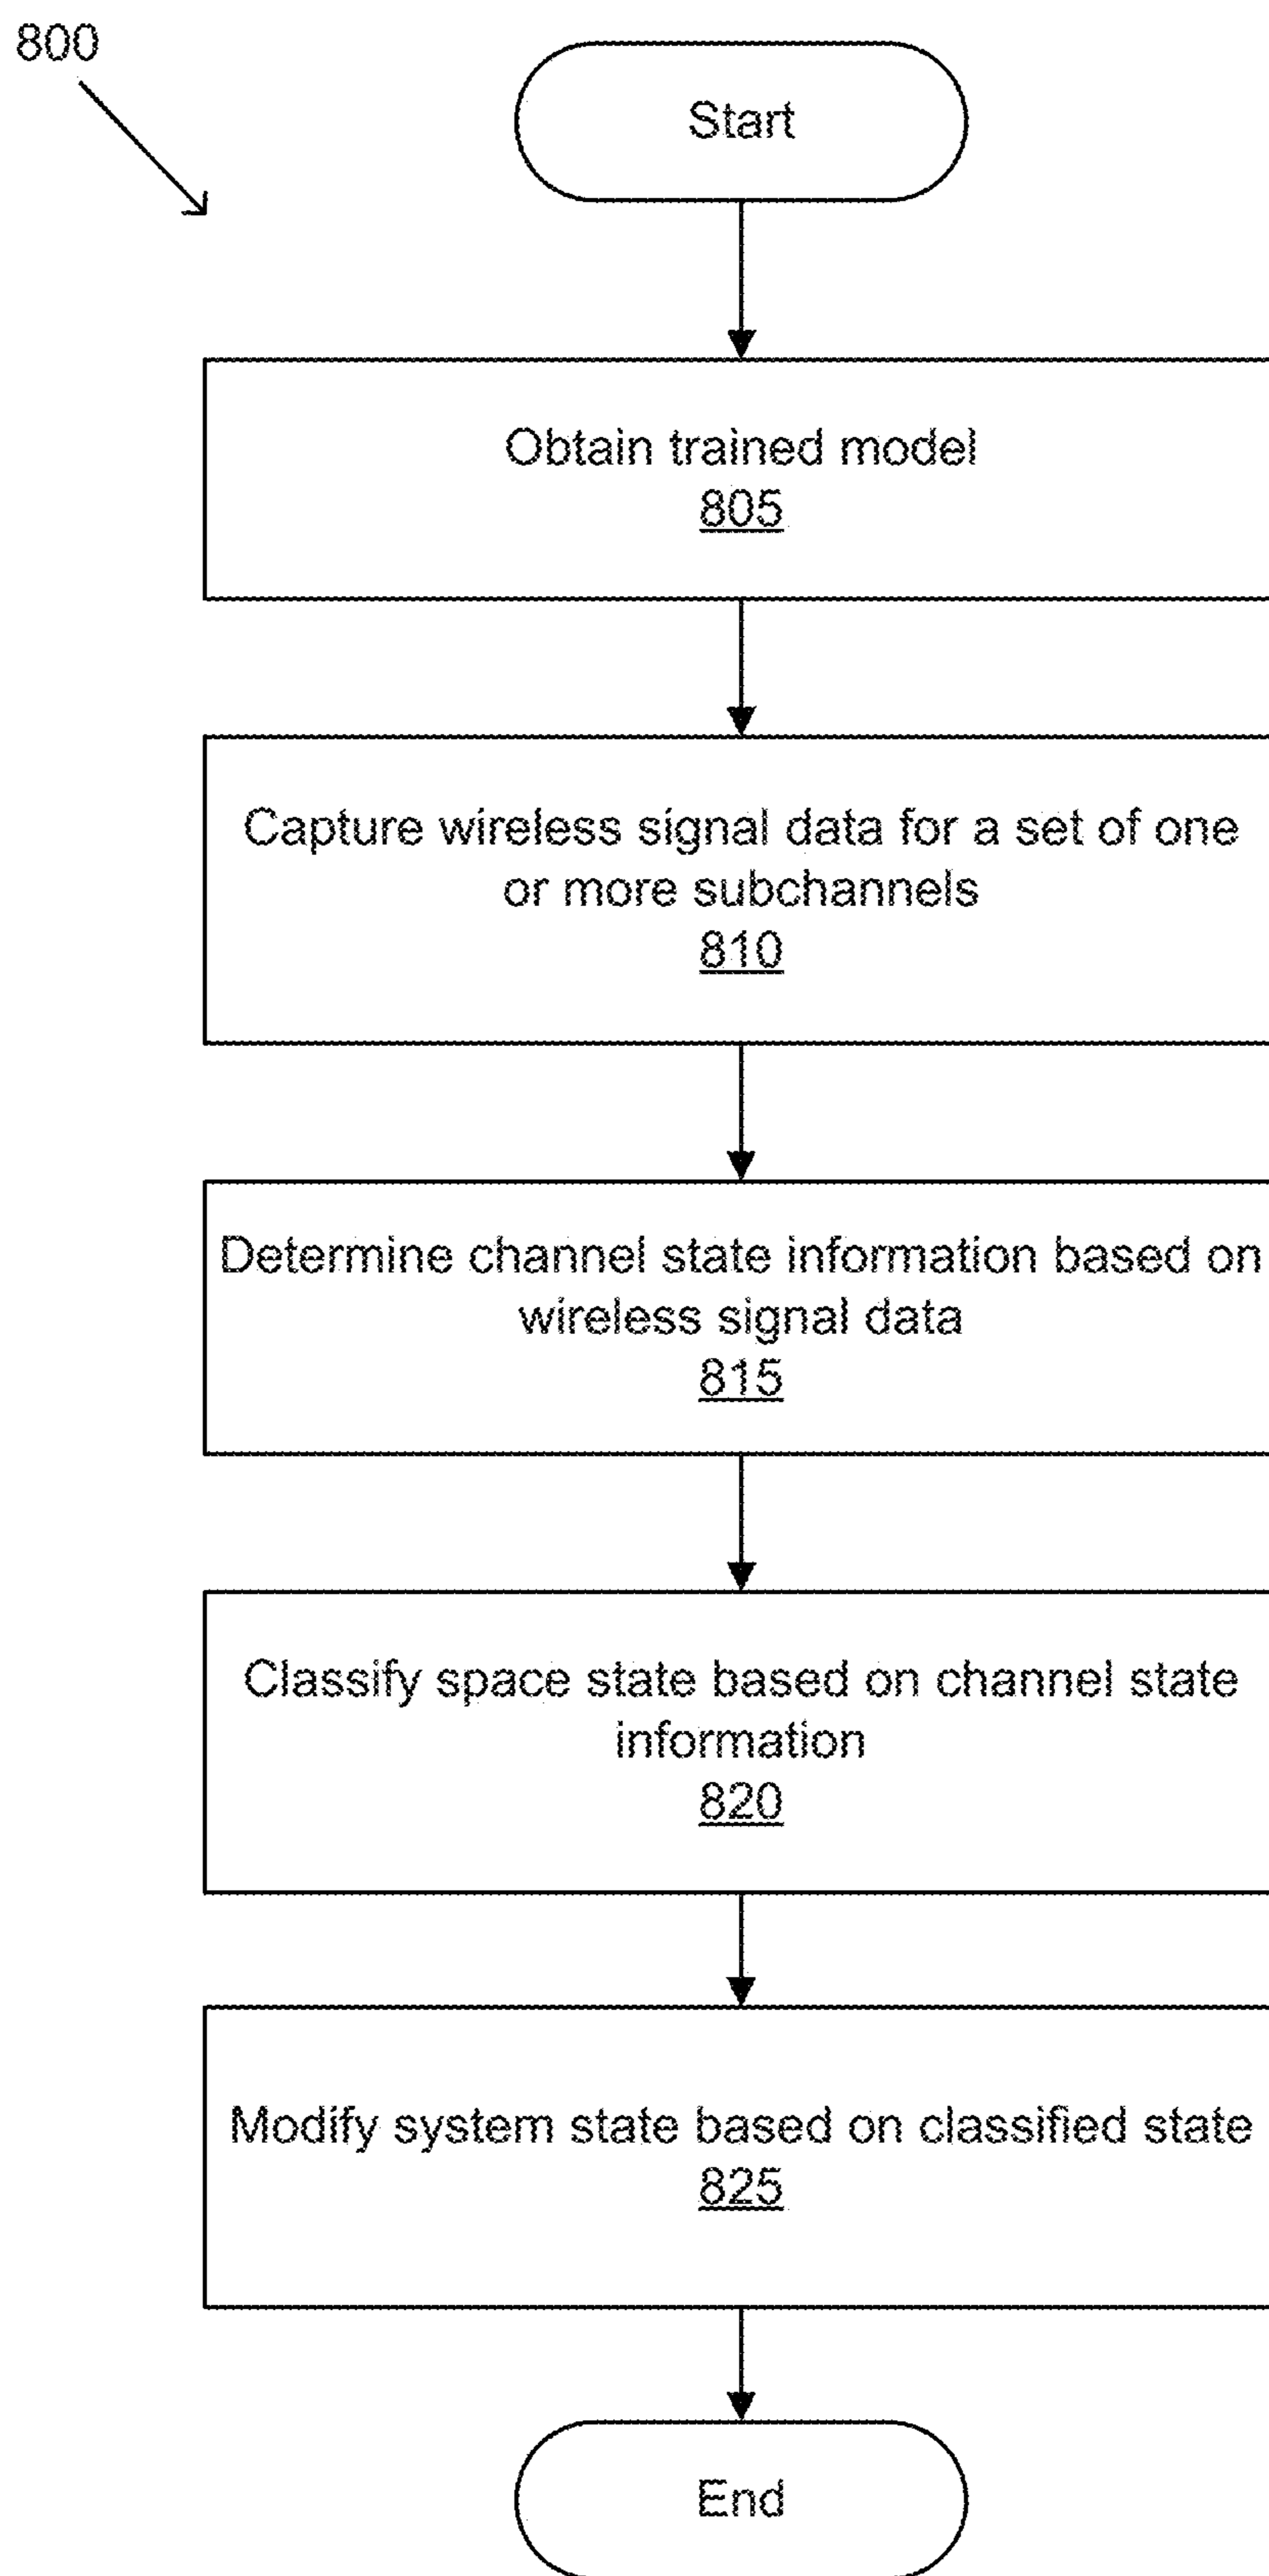 800
Start
Obtain trained model
805
Capture wireless signal data for a set of one
or more subchannels
810
Determine channel state information based on
wireless signal data
815
Classify space state based on channel state
information
820
Modify system state based on classified state
825
End